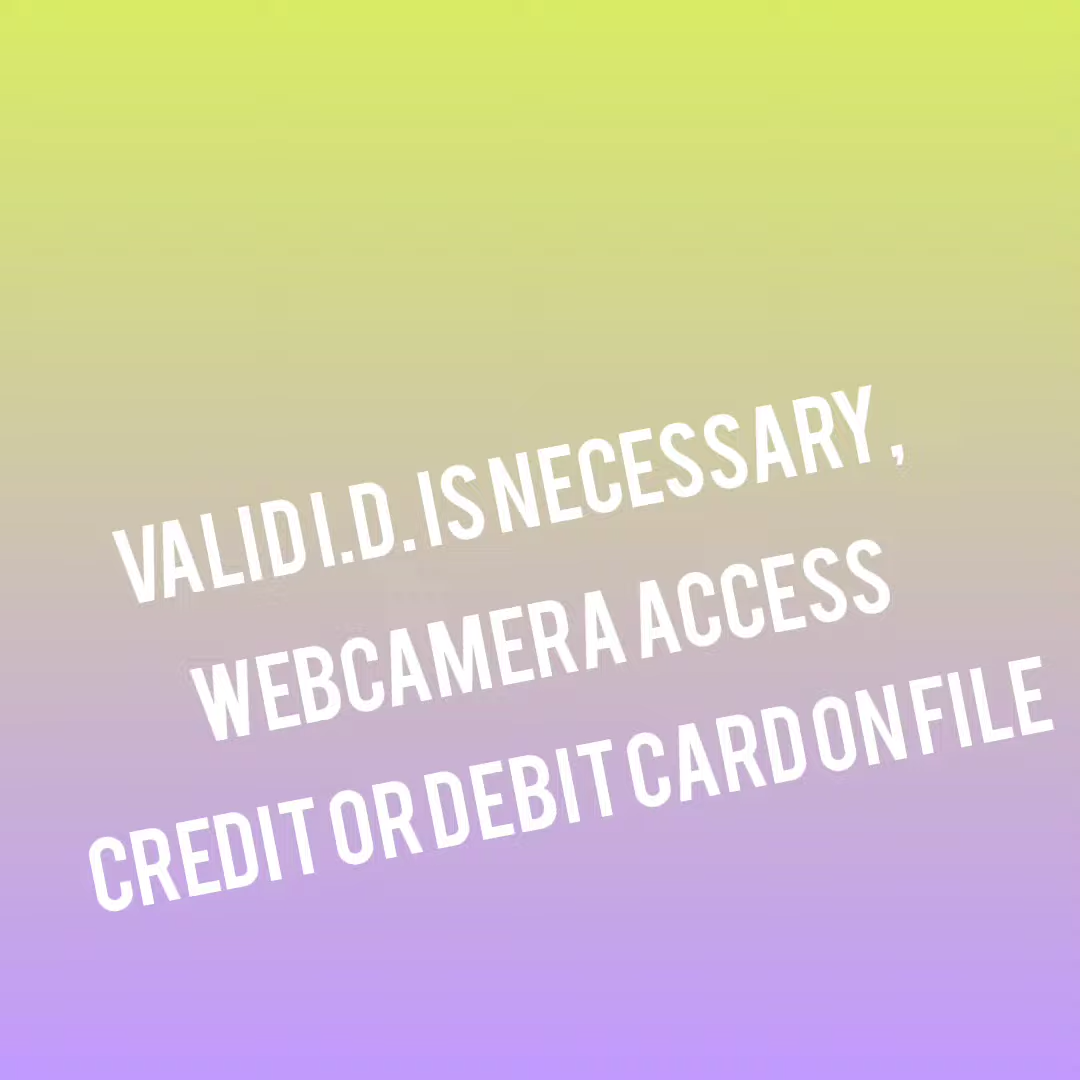 VALID I.D. IS NECESSARY ,
WEBCAMERA ACCESS
CREDIT OR DEBIT CARD ON FILE